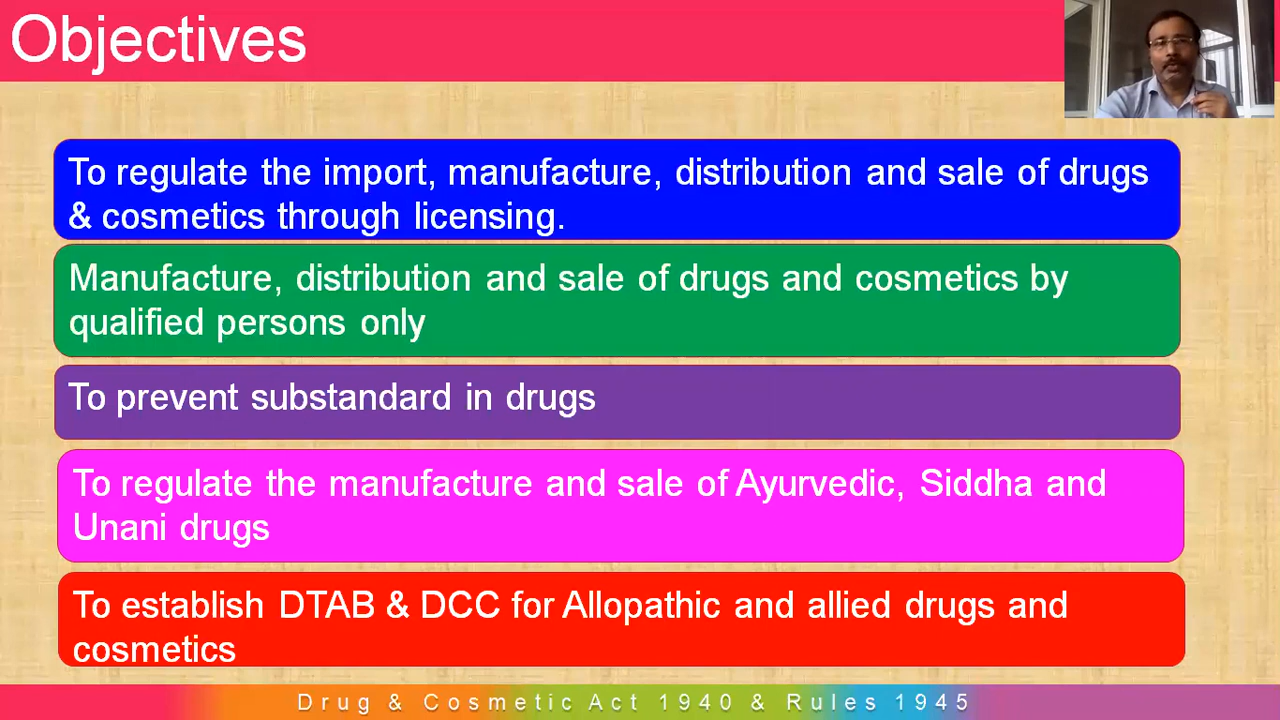 Objectives
To regulate the import, manufacture, distribution and sale of drugs
& cosmetics through licensing.
Manufacture, distribution and sale of drugs and cosmetics by
qualified persons only
To prevent substandard in drugs
To regulate the manufacture and sale of Ayurvedic, Siddha and
Unani drugs
To establish DTAB & DCC for Allopathic and allied drugs and
cosmetics
Drug & Cosmetic Act 1940 & Rules 1945